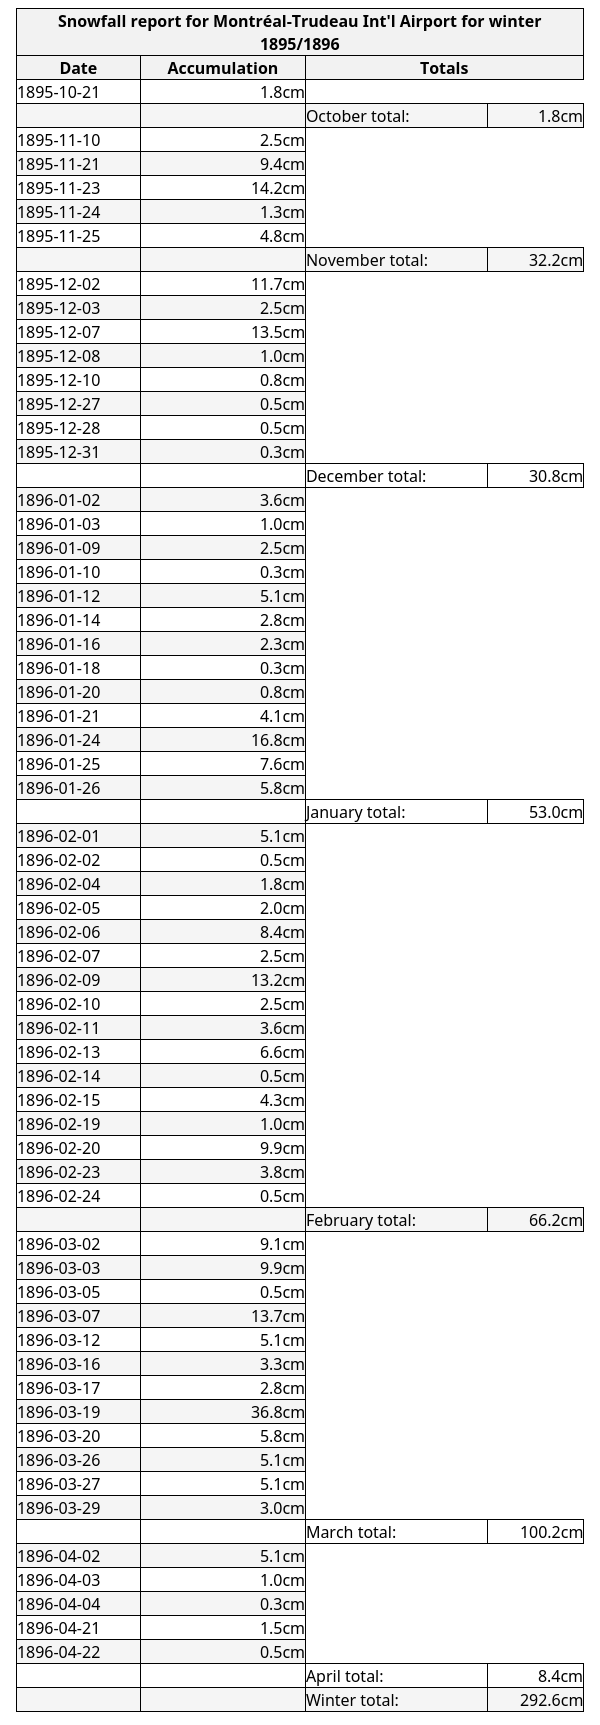 Snowfall report for Montréal-Trudeau Int'l Airport for winter
1895/1896
Date Accumulation Totals
1895-10-21 1.8cm
October total: 1.8cm
1895-11-10 2.5cm
1895-11-21 9.4cm
1895-11-23 14.2cm
1895-11-24 1.3cm
1895-11-25 4.8cm
November total: 32.2cm
1895-12-02 11.7cm
1895-12-03 2.5cm
1895-12-07 13.5cm
1895-12-08 1.0cm
1895-12-10 0.8cm
1895-12-27 0.5cm
1895-12-28 0.5cm
1895-12-31 0.3cm
December total: 30.8cm
1896-01-02 3.6cm
1896-01-03 1.0cm
1896-01-09 2.5cm
1896-01-10 0.3cm
1896-01-12 5.1cm
1896-01-14 2.8cm
1896-01-16 2.3cm
1896-01-18 0.3cm
1896-01-20 0.8cm
1896-01-21 4.1cm
1896-01-24 16.8cm
1896-01-25 7.6cm
1896-01-26 5.8cm
January total: 53.0cm
1896-02-01 5.1cm
1896-02-02 0.5cm
1896-02-04 1.8cm
1896-02-05 2.0cm
1896-02-06 8.4cm
1896-02-07 2.5cm
1896-02-09 13.2cm
1896-02-10 2.5cm
1896-02-11 3.6cm
1896-02-13 6.6cm
1896-02-14 0.5cm
1896-02-15 4.3cm
1896-02-19 1.0cm
1896-02-20 9.9cm
1896-02-23 3.8cm
1896-02-24 0.5cm
February total: 66.2cm
1896-03-02 9.1cm
1896-03-03 9.9cm
1896-03-05 0.5cm
1896-03-07 13.7cm
1896-03-12 5.1cm
1896-03-16 3.3cm
1896-03-17 2.8cm
1896-03-19 36.8cm
1896-03-20 5.8cm
1896-03-26 5.1cm
1896-03-27 5.1cm
1896-03-29 3.0cm
March total: 100.2cm
1896-04-02 5.1cm
1896-04-03 1.0cm
1896-04-04 0.3cm
1896-04-21 1.5cm
1896-04-22 0.5cm
April total: 8.4cm
Winter total: 292.6cm